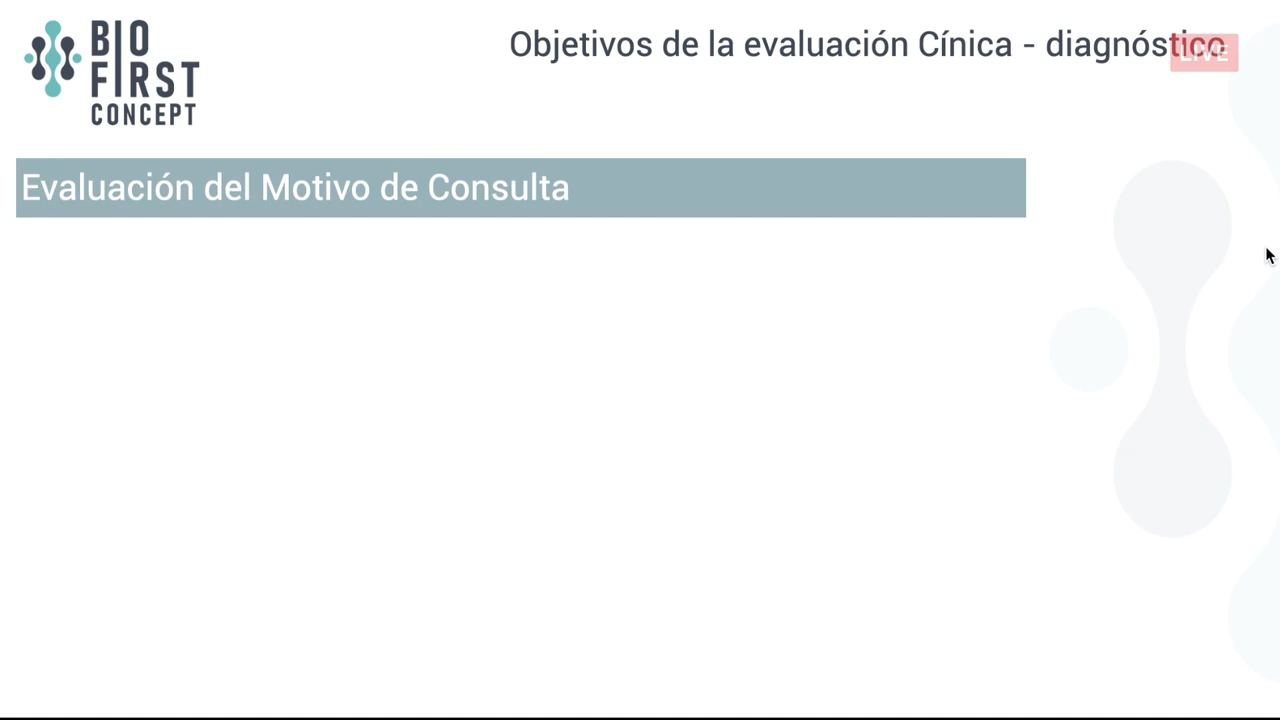 BIO
FIRST
CONCEPT
Objetivos de la evaluación Cínica - diagnóstico
LIVE
Evaluación del Motivo de Consulta